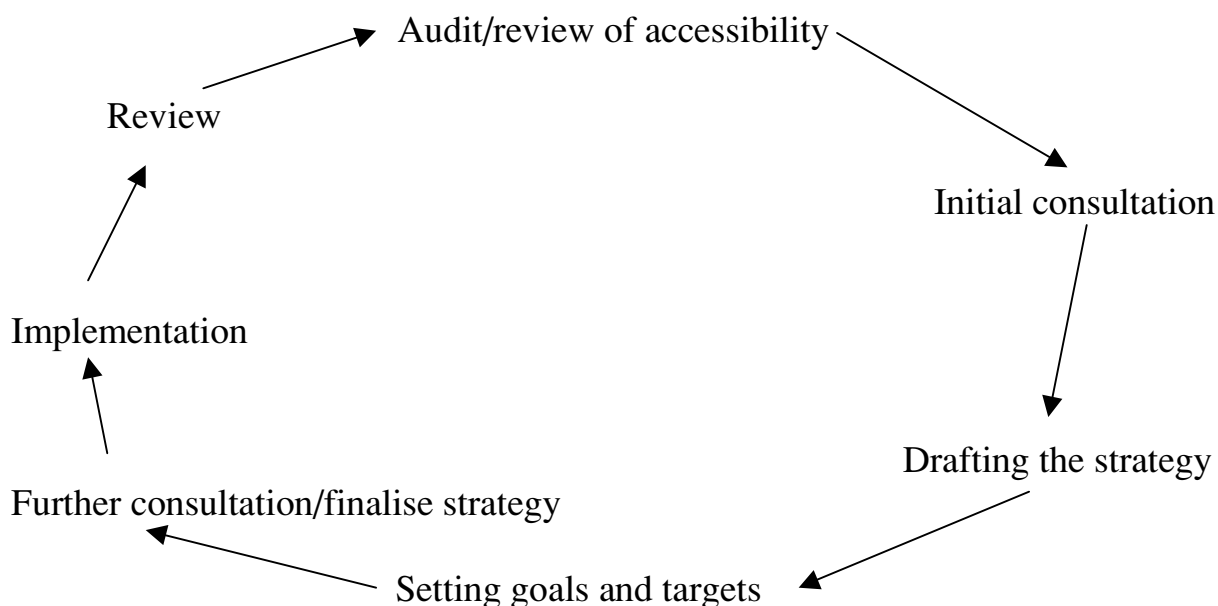 Audit/review of accessibility
Review
Initial consultation
Implementation
Drafting the strategy
Further consultation/finalise strategy
Setting goals and targets